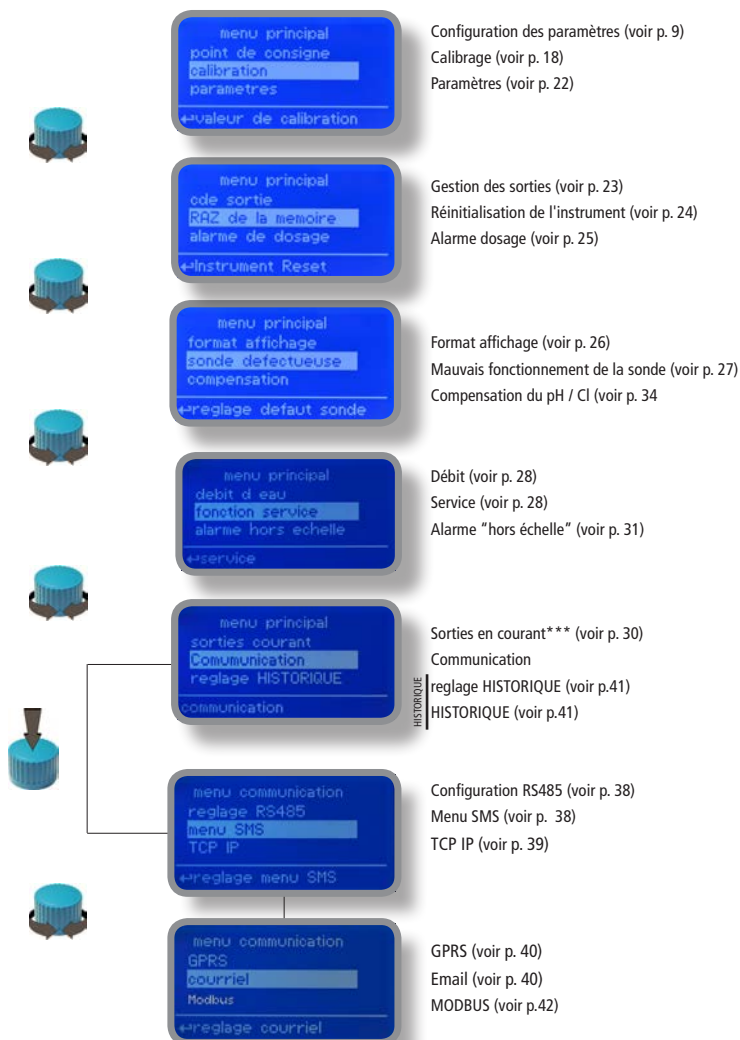 menu principal
point de consigne
calibration
parametres
↵valeur de calibration
Configuration des paramètres (voir p. 9)
Calibrage (voir p. 18)
Paramètres (voir p. 22)
menu principal
cde sortie
RAZ de la memoire
alarme de dosage
↵Instrument Reset
Gestion des sorties (voir p. 23)
Réinitialisation de l'instrument (voir p. 24)
Alarme dosage (voir p. 25)
menu principal
format affichage
sonde defectueuse
compensation
↵reglage defaut sonde
Format affichage (voir p. 26)
Mauvais fonctionnement de la sonde (voir p. 27)
Compensation du pH / Cl (voir p. 34
menu principal
debit d eau
fonction service
alarme hors echelle
↵service
Débit (voir p. 28)
Service (voir p. 28)
Alarme “hors échelle” (voir p. 31)
menu principal
sorties courant
Comumunication
reglage HISTORIQUE
communication
Sorties en courant*** (voir p. 30)
Communication
reglage HISTORIQUE (voir p.41)
HISTORIQUE (voir p.41)
HISTORIQUE
menu communication
reglage RS485
menu SMS
TCP IP
↵reglage menu SMS
Configuration RS485 (voir p. 38)
Menu SMS (voir p. 38)
TCP IP (voir p. 39)
menu communication
GPRS
courriel
Modbus
↵reglage courriel
GPRS (voir p. 40)
Email (voir p. 40)
MODBUS (voir p.42)